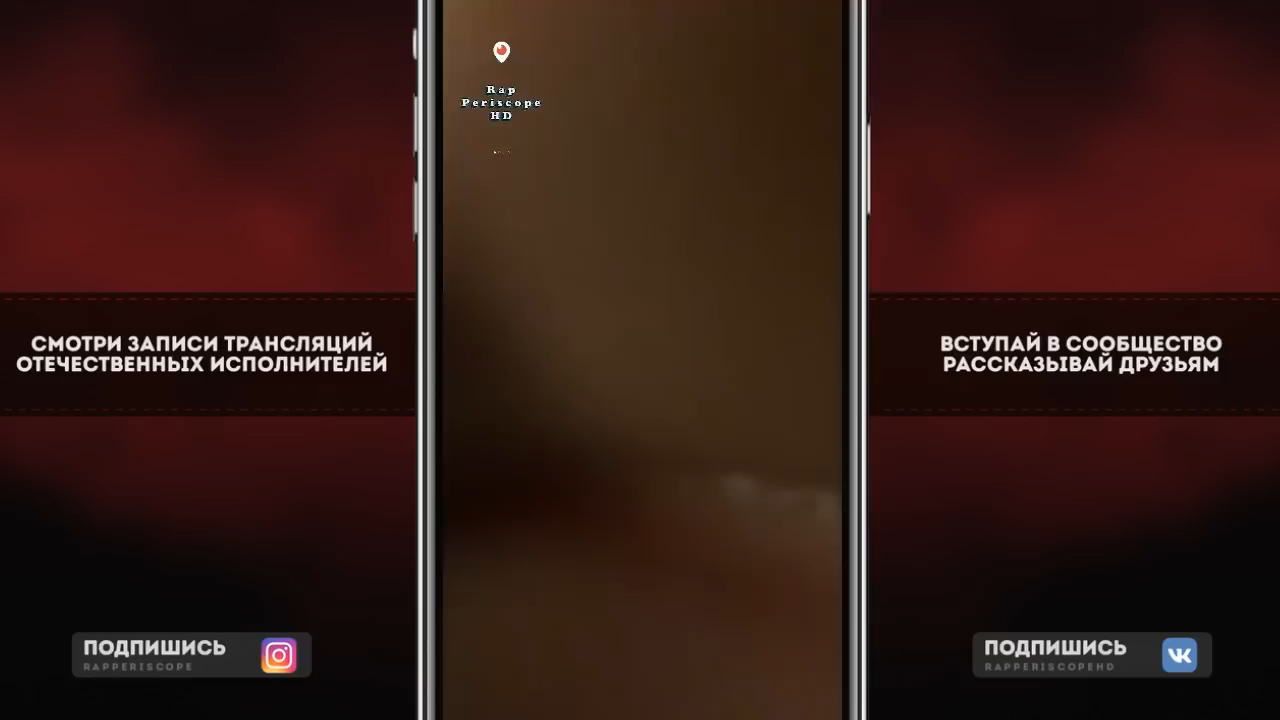 Rap
Periscope
HD
СМОТРИ ЗАПИСИ ТРАНСЛЯЦИЙ
ОТЕЧЕСТВЕННЫХ ИСПОЛНИТЕЛЕЙ
ВСТУПАЙ В СООБЩЕСТВО
РАССКАЗЫВАЙ ДРУЗЬЯМ
ПОДПИШИСЬ
RAPPERISCOPE
ПОДПИШИСЬ
RAPPERISCOPEHD